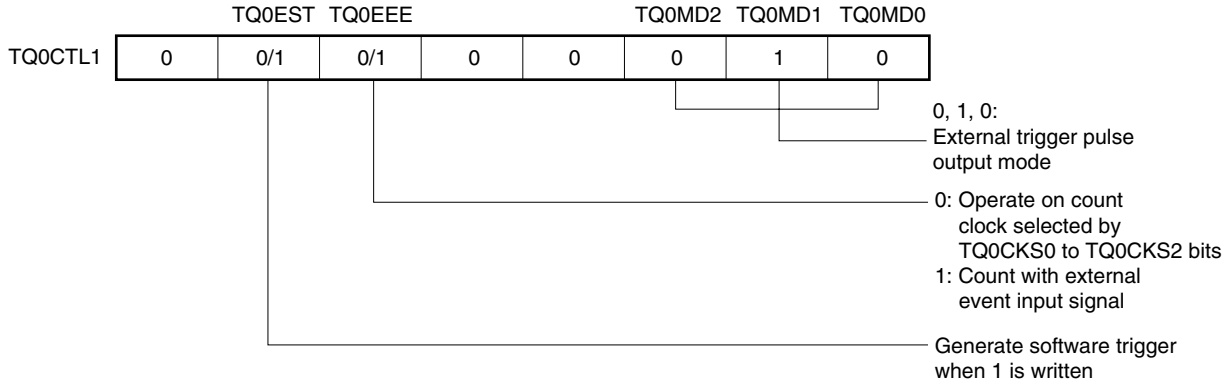 TQ0EST TQ0EEE TQ0MD2 TQ0MD1 TQ0MD0
TQ0CTL1 0 0/1 0/1 0 0 0 1 0
0, 1, 0:
External trigger pulse
output mode
0: Operate on count
clock selected by
TQ0CKS0 to TQ0CKS2 bits
1: Count with external
event input signal
Generate software trigger
when 1 is written